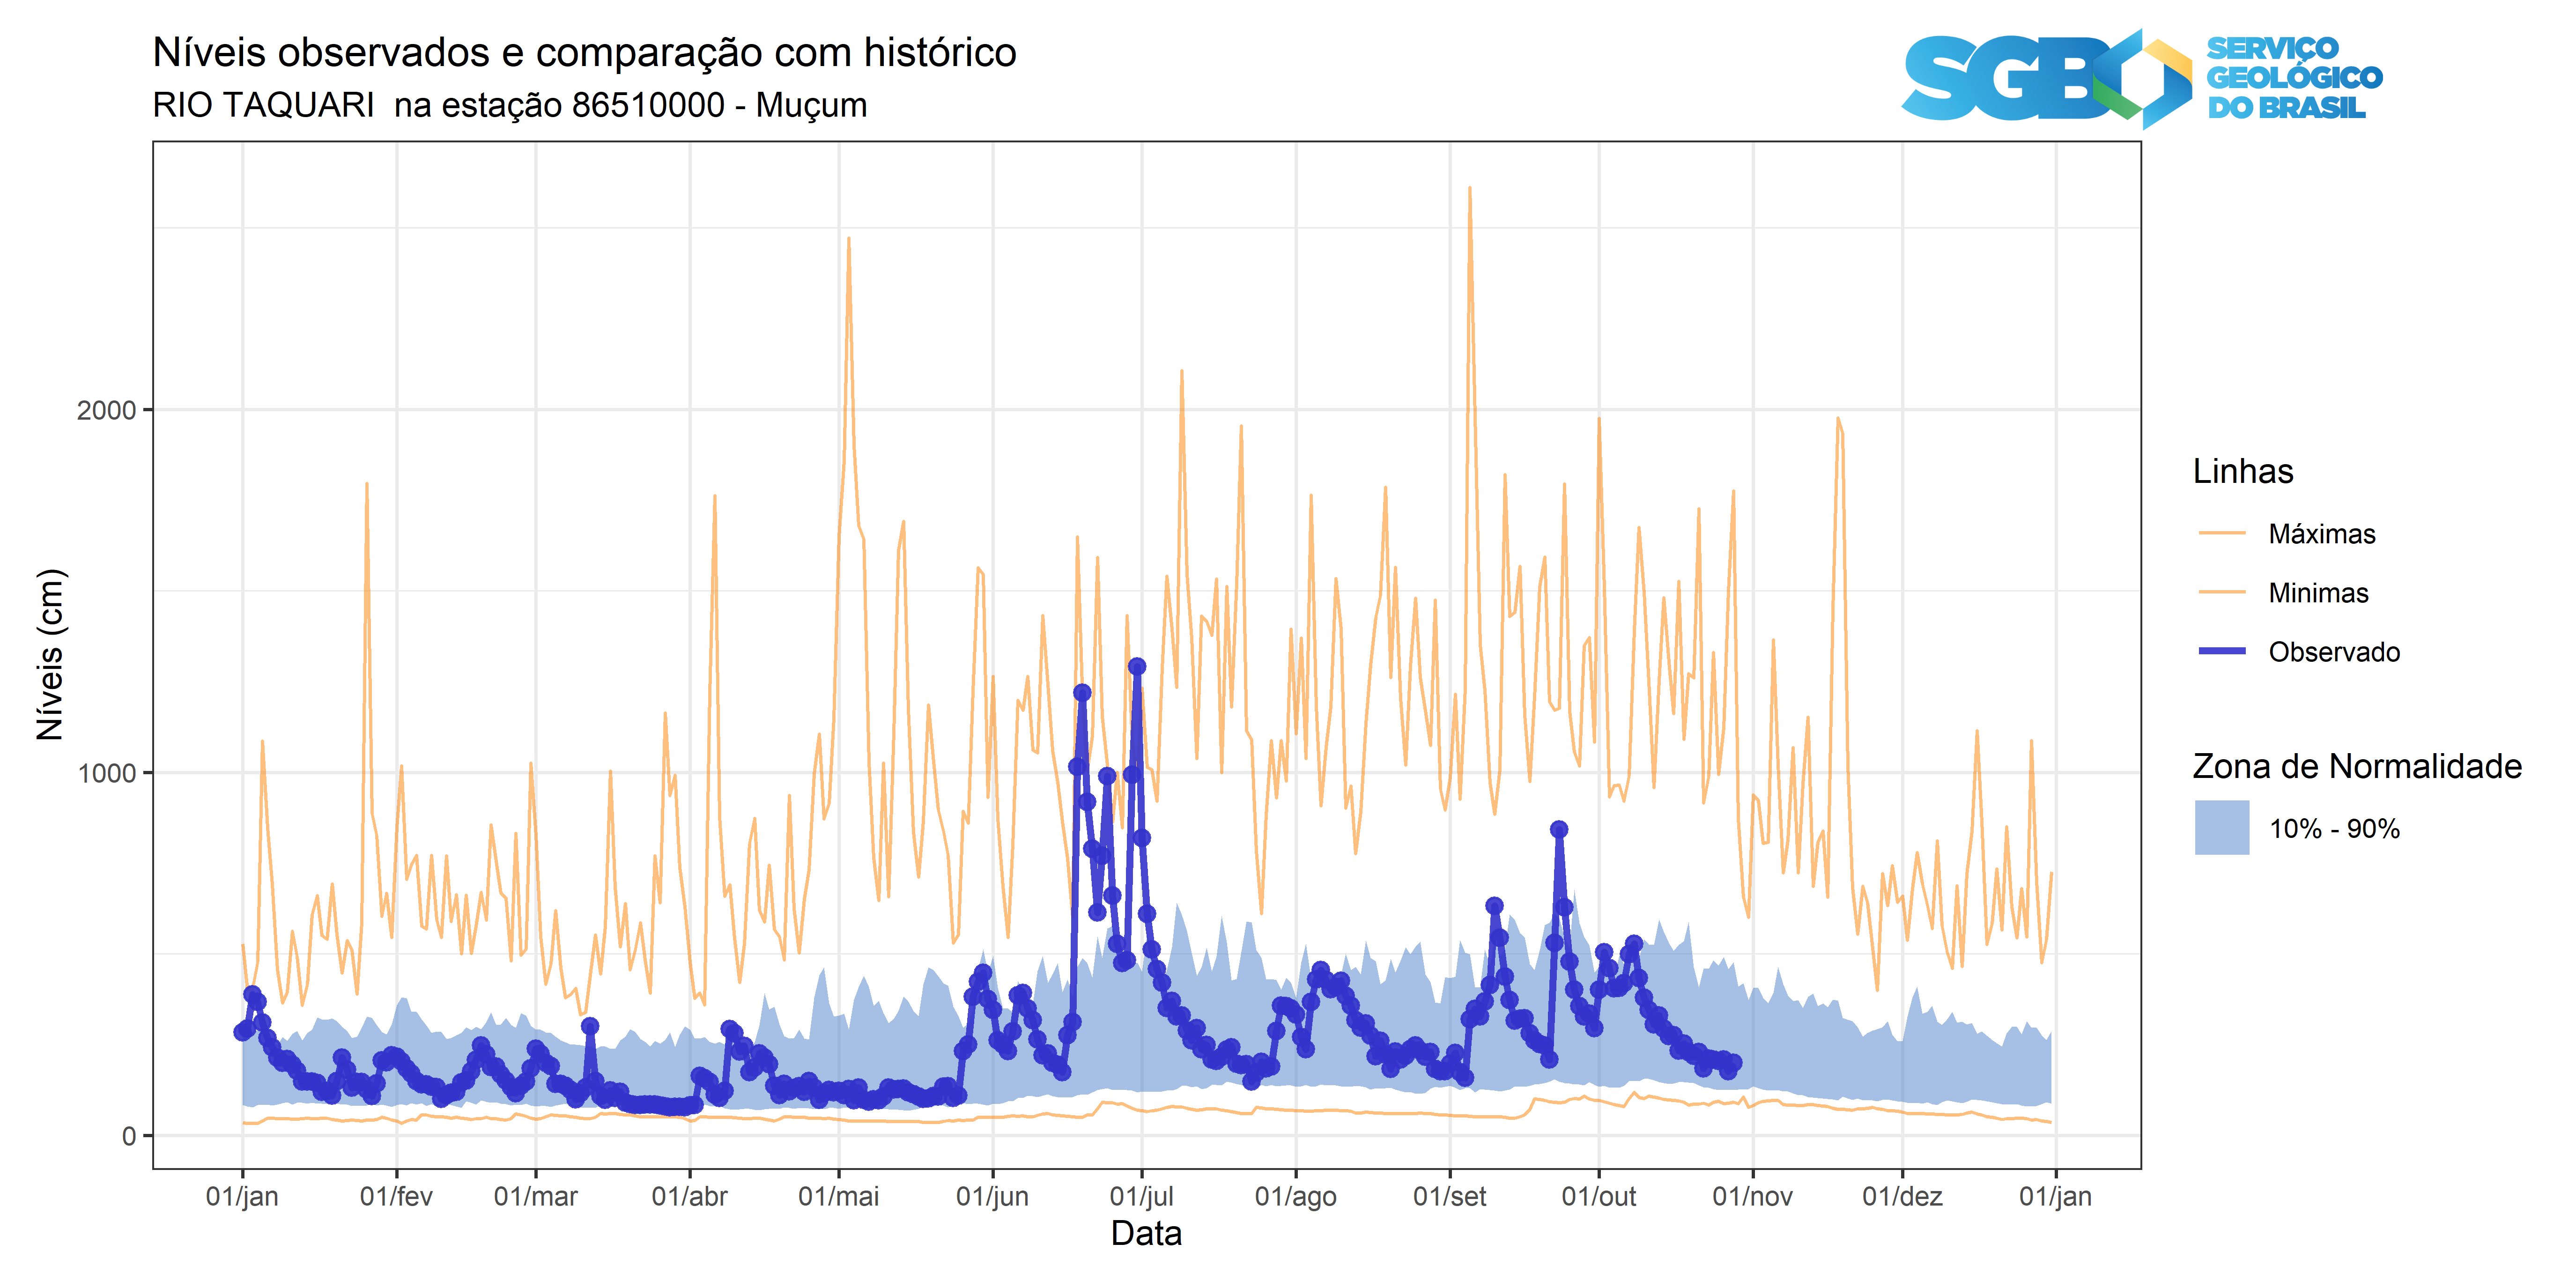 Níveis observados e comparação com histórico
RIO TAQUARI  na estação 86510000 - Muçum
SGB
SERVIÇO
GEOLÓGICO
DO BRASIL
Níveis (cm)
2000
1000
0
01/jan
01/fev
01/mar
01/abr
01/mai
01/jun
01/jul
01/ago
01/set
01/out
01/nov
01/dez
01/jan
Data
Linhas
Máximas
Minimas
Observado
Zona de Normalidade
10% - 90%